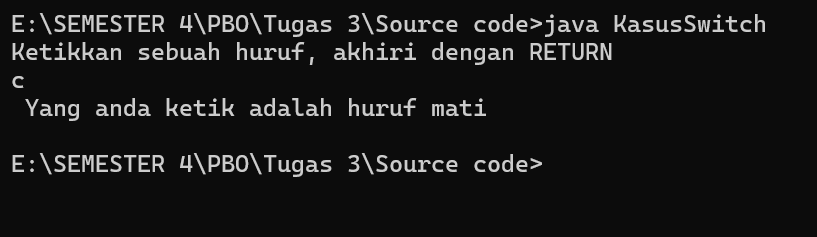 E:\SEMESTER 4\PBO\Tugas 3\Source code>java KasusSwitch
Ketikkan sebuah huruf, akhiri dengan RETURN
c
 Yang anda ketik adalah huruf mati
E:\SEMESTER 4\PBO\Tugas 3\Source code>